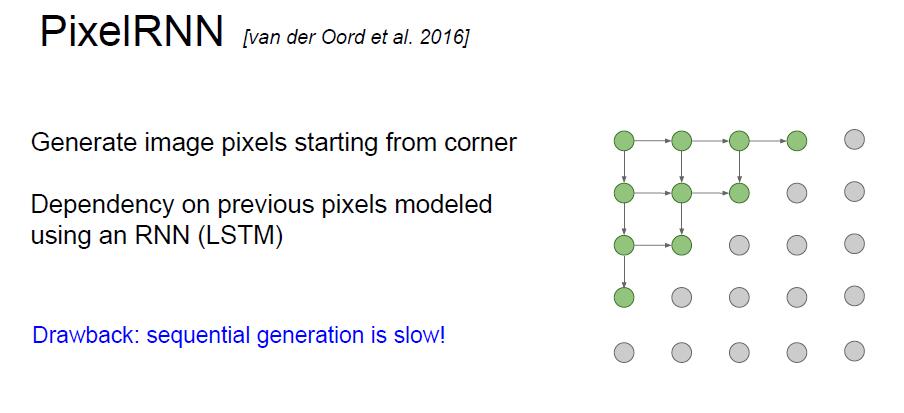 PixelRNN [van der Oord et al. 2016]
Generate image pixels starting from corner
Dependency on previous pixels modeled
using an RNN (LSTM)
Drawback: sequential generation is slow!